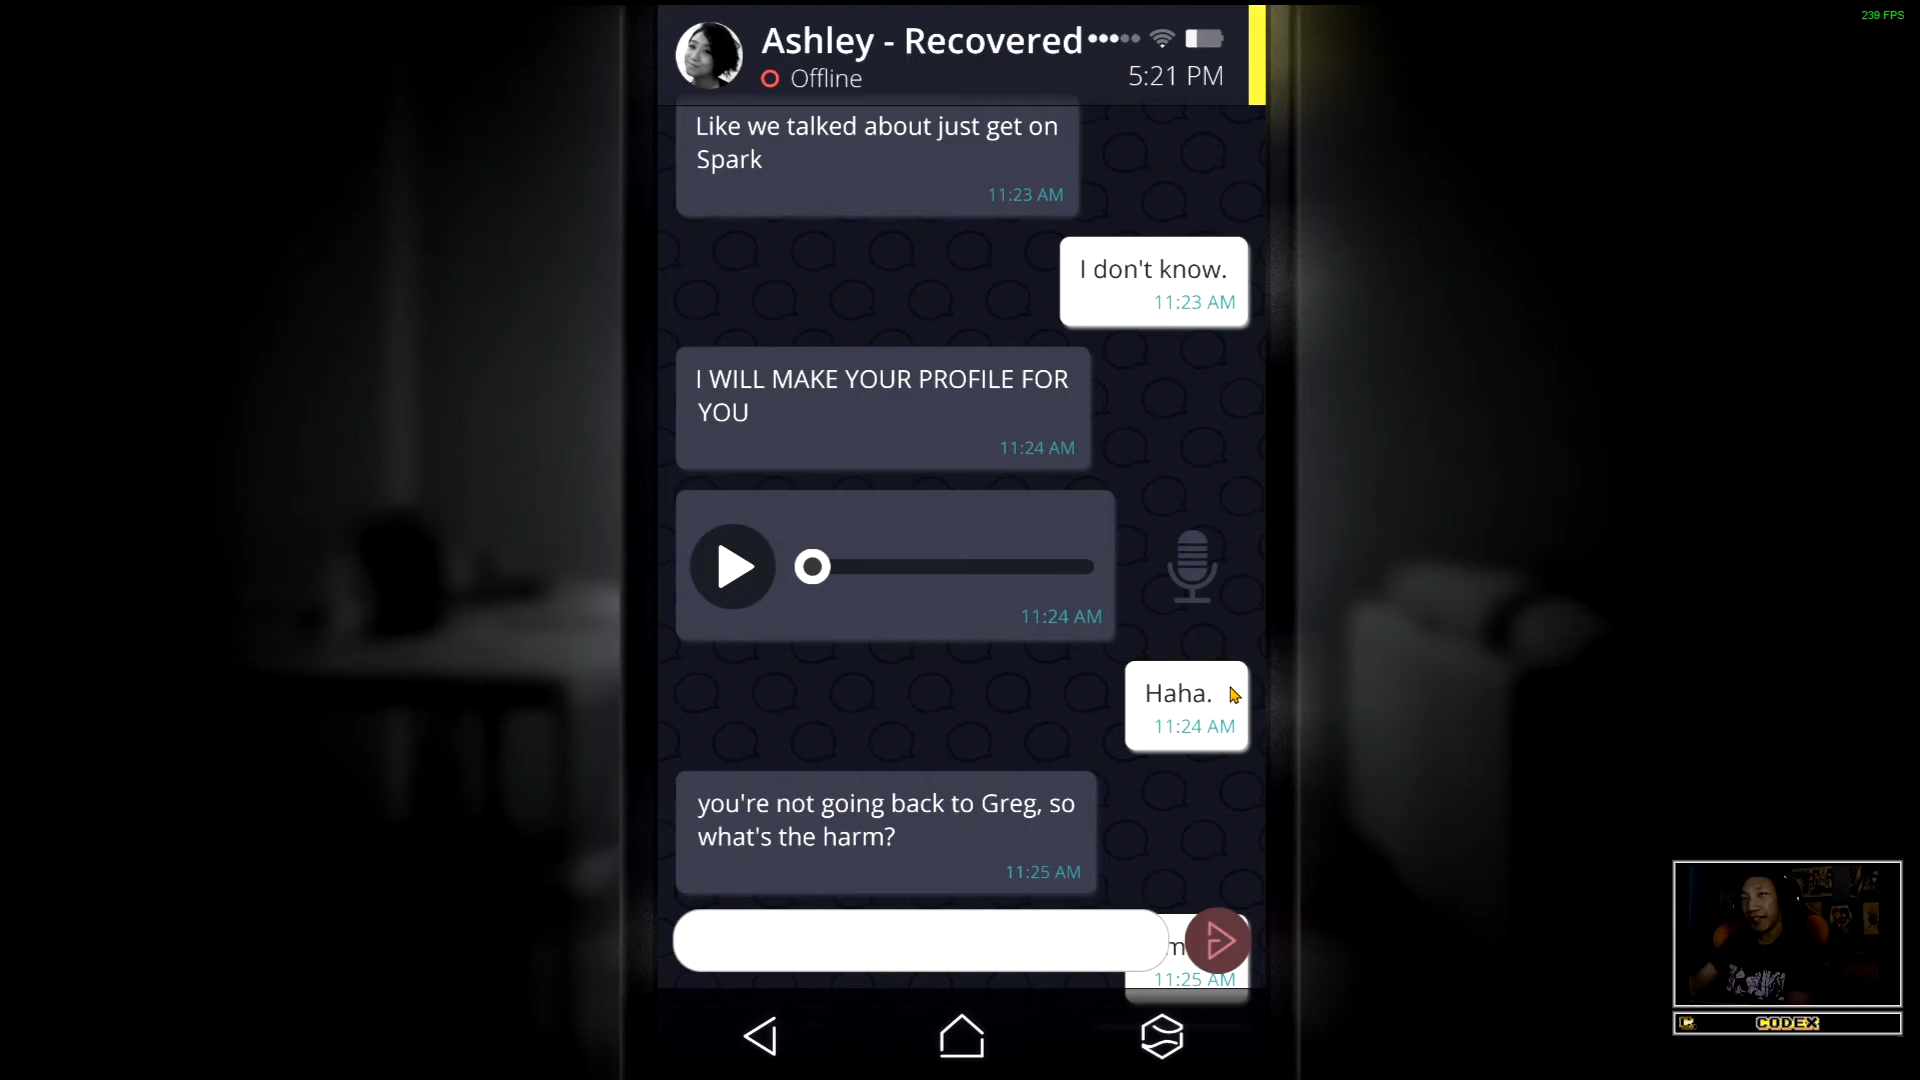 239 FPS
Ashley - Recovered
Offline
5:21 PM
Like we talked about just get on
Spark
11:23 AM
I don't know.
11:23 AM
I WILL MAKE YOUR PROFILE FOR
YOU
11:24 AM
11:24 AM
Haha.
11:24 AM
you're not going back to Greg, so
what's the harm?
11:25 AM
11:25 AM
CODEX